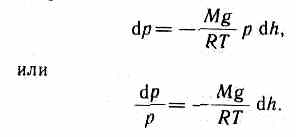 dp = − Mg/RT p dh,
или
dp/p = − Mg/RT dh.